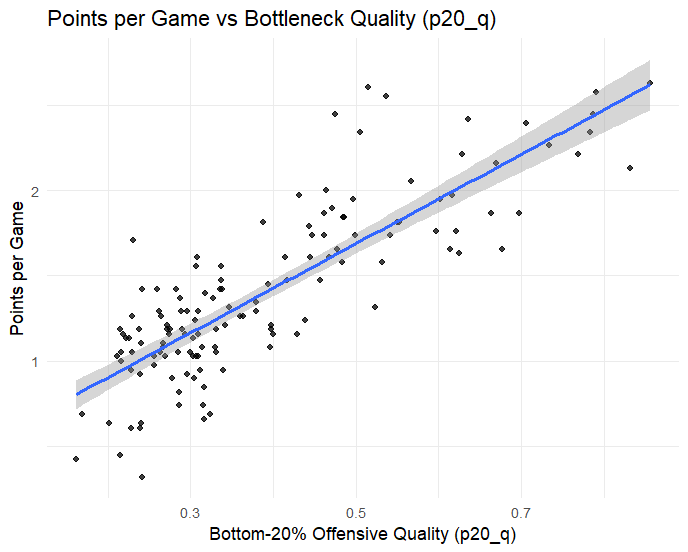 Points per Game vs Bottleneck Quality (p20_q)
Points per Game
2
1
0.3 0.5 0.7
Bottom-20% Offensive Quality (p20_q)